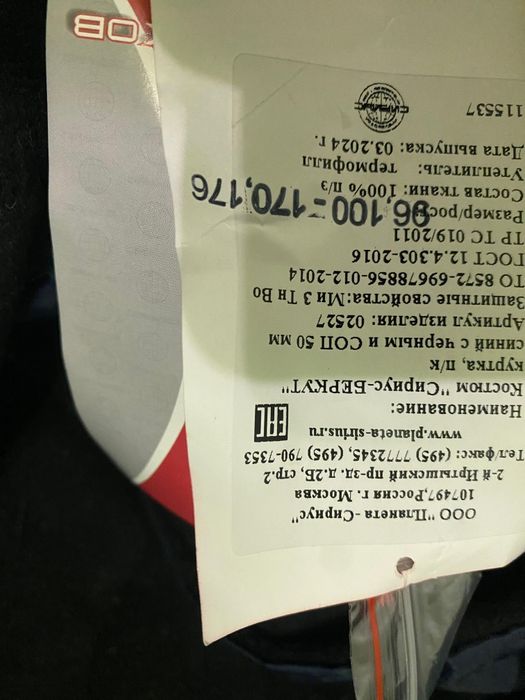 ООО "Планета-Сириус"
107497,Россия г. Москва
2-й Иртышский пр-зд. д.2Б, стр.2
Тел/факс: (495) 7772345, (495) 790-7353
www.planeta-sirius.ru
EAC
Наименование:
Костюм "Сириус-БЕРКУТ"
куртка, п/к
синий с черным и СОП 50 мм
Артикул изделия: 02527
Защитные свойства:Ми З Тн Во
ТО 8572-69678856-012-2014
ГОСТ 12.4.303-2016
ТР ТС 019/2011
Размер/рост:
96,100-170,176
Состав ткани: 100% п/э
Утеплитель: термофилл
Дата выпуска: 03.2024 г.
115537